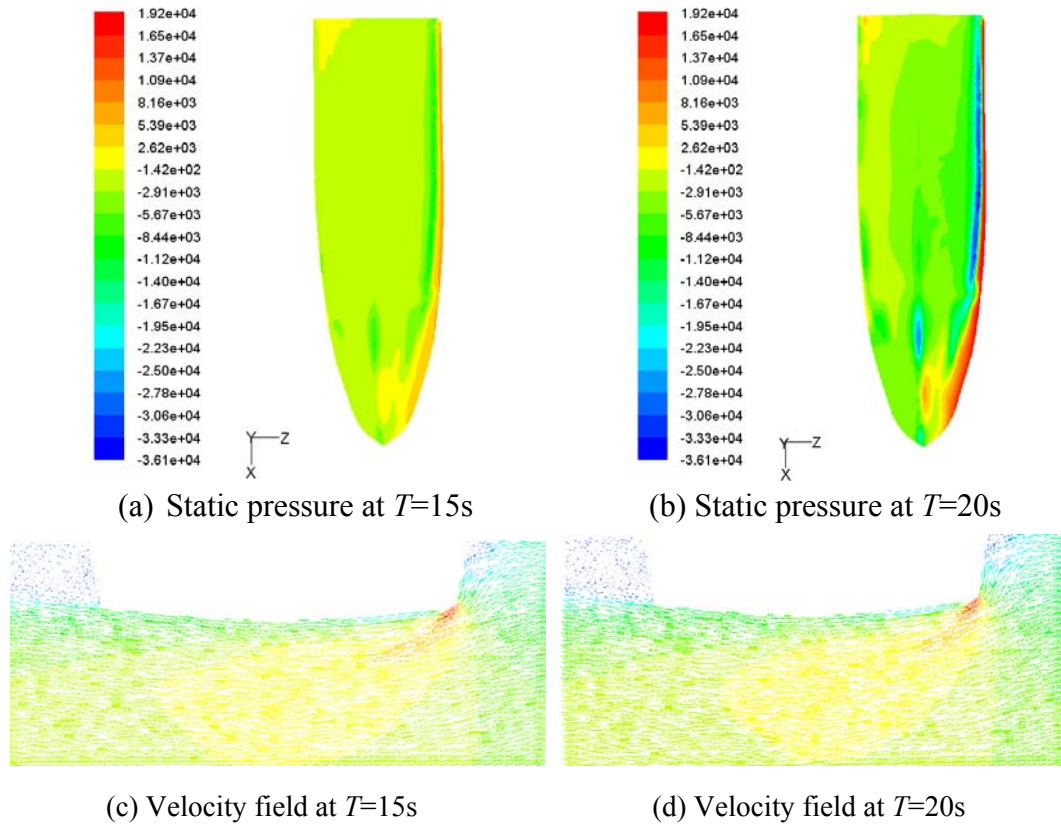 1.92e+04
1.65e+04
1.37e+04
1.09e+04
8.16e+03
5.39e+03
2.62e+03
-1.42e+02
-2.91e+03
-5.67e+03
-8.44e+03
-1.12e+04
-1.40e+04
-1.67e+04
-1.95e+04
-2.23e+04
-2.50e+04
-2.78e+04
-3.06e+04
-3.33e+04
-3.61e+04
Y Z
X
(a) Static pressure at T=15s
1.92e+04
1.65e+04
1.37e+04
1.09e+04
8.16e+03
5.39e+03
2.62e+03
-1.42e+02
-2.91e+03
-5.67e+03
-8.44e+03
-1.12e+04
-1.40e+04
-1.67e+04
-1.95e+04
-2.23e+04
-2.50e+04
-2.78e+04
-3.06e+04
-3.33e+04
-3.61e+04
Y Z
X
(b) Static pressure at T=20s
(c) Velocity field at T=15s
(d) Velocity field at T=20s